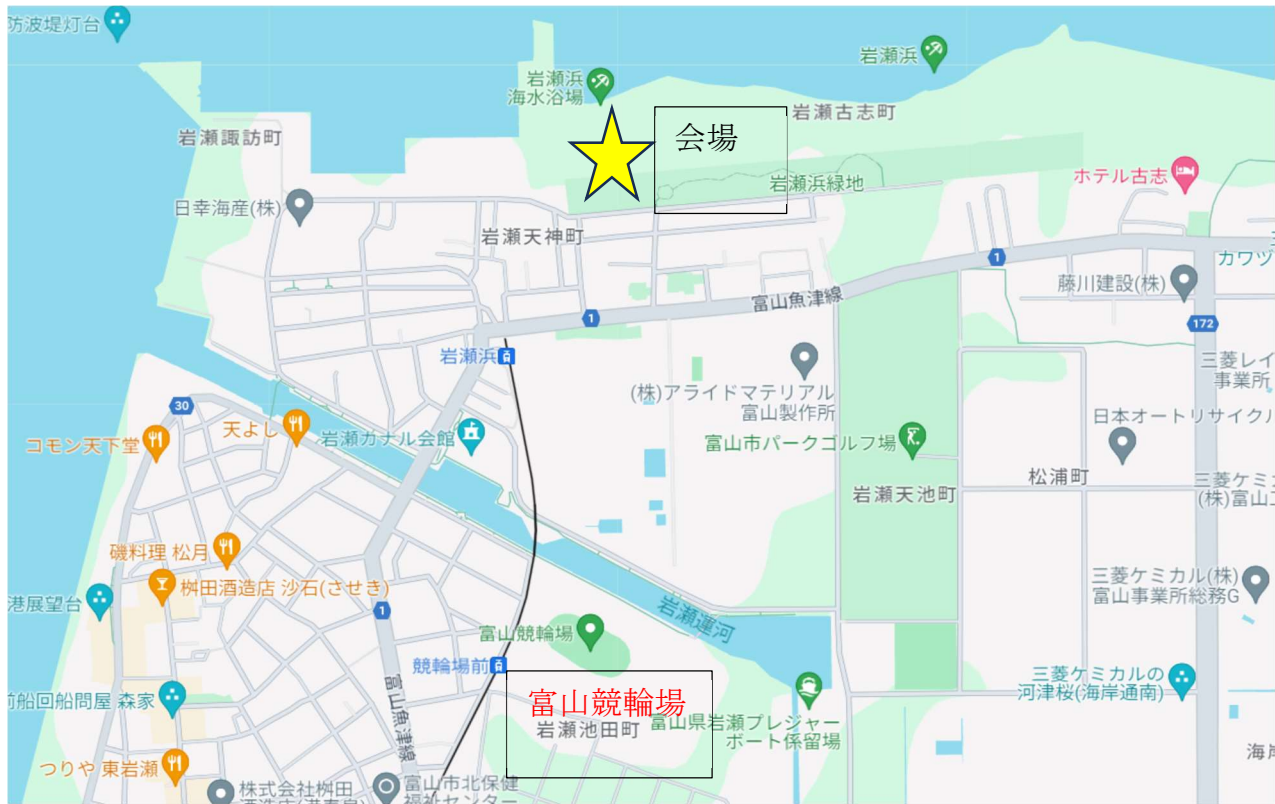 防波堤灯台
岩瀬浜
岩瀬浜
海水浴場
岩瀬古志町
会場
岩瀬諏訪町
ホテル古志
岩瀬浜緑地
日幸海産(株)
岩瀬天神町
カワヅ
藤川建設(株)
1
富山魚津線
1
172
岩瀬浜
三菱レイ
事業所
(株)アライドマテリアル
富山製作所
30
日本オートリサイクル
天よし
岩瀬カナル会館
コモン天下堂
富山市パークゴルフ場
松浦町
三菱ケミ
(株)富山
岩瀬天池町
磯料理 松月
桝田酒造店 沙石(させき)
三菱ケミカル(株)
富山事業所総務G
港展望台
1
岩瀬運河
富山競輪場
競輪場前
三菱ケミカルの
河津桜(海岸通南)
前船回船問屋 森家
富山魚津線
富山競輪場
岩瀬池田町
富山県岩瀬プレジャー
ボート係留場
海岸
つりや 東岩瀬
株式会社桝田
富山市北保健
福祉センター